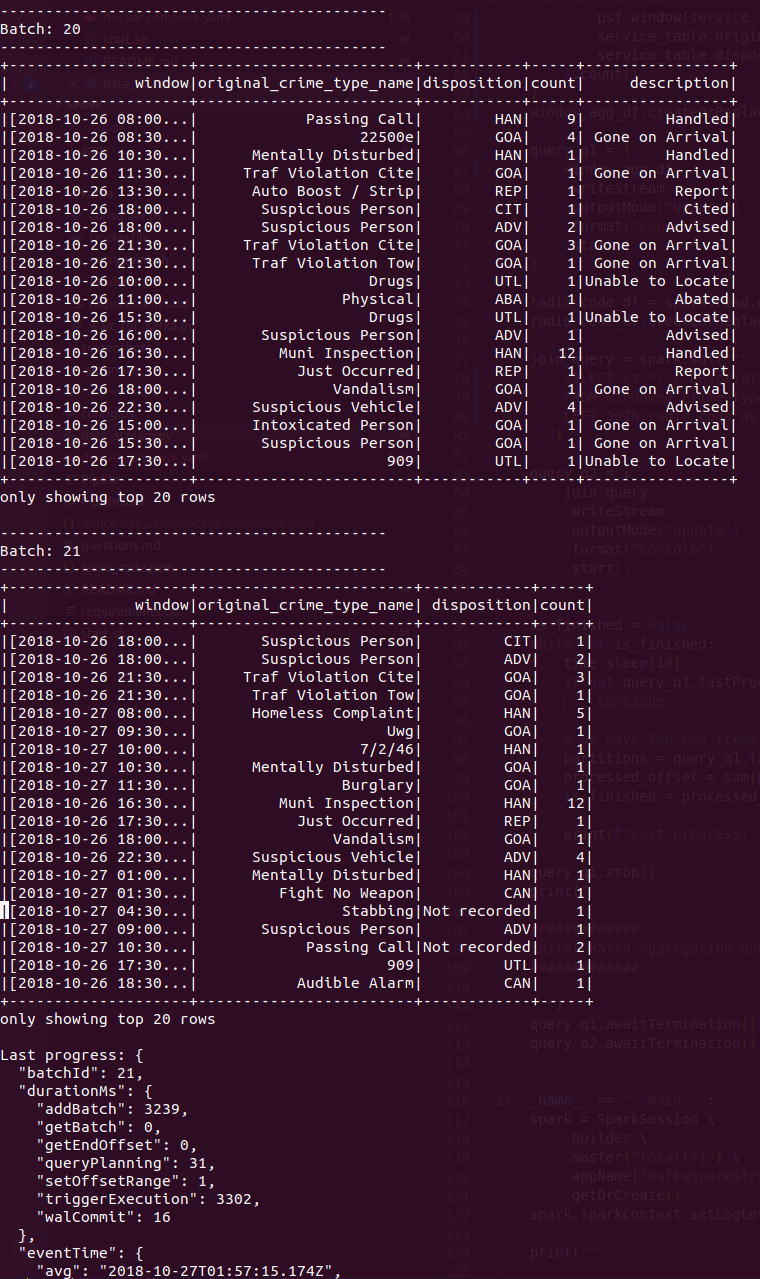 -------------------------------------------
Batch: 20
-------------------------------------------
+--------------------+------------------------+-----------+-----+----------------+
|              window|original_crime_type_name|disposition|count|     description|
+--------------------+------------------------+-----------+-----+----------------+
|[2018-10-26 08:00...|            Passing Call|        HAN|    9|         Handled|
|[2018-10-26 08:30...|                  22500e|        GOA|    4| Gone on Arrival|
|[2018-10-26 10:30...|      Mentally Disturbed|        HAN|    1|         Handled|
|[2018-10-26 11:30...|     Traf Violation Cite|        GOA|    1| Gone on Arrival|
|[2018-10-26 13:30...|      Auto Boost / Strip|        REP|    1|          Report|
|[2018-10-26 18:00...|       Suspicious Person|        CIT|    1|           Cited|
|[2018-10-26 18:00...|       Suspicious Person|        ADV|    2|         Advised|
|[2018-10-26 21:30...|     Traf Violation Cite|        GOA|    3| Gone on Arrival|
|[2018-10-26 21:30...|      Traf Violation Tow|        GOA|    1| Gone on Arrival|
|[2018-10-26 10:00...|                   Drugs|        UTL|    1|Unable to Locate|
|[2018-10-26 11:00...|                Physical|        ABA|    1|          Abated|
|[2018-10-26 15:30...|                   Drugs|        UTL|    1|Unable to Locate|
|[2018-10-26 16:00...|       Suspicious Person|        ADV|    1|         Advised|
|[2018-10-26 16:30...|         Muni Inspection|        HAN|   12|         Handled|
|[2018-10-26 17:30...|           Just Occurred|        REP|    1|          Report|
|[2018-10-26 18:00...|               Vandalism|        GOA|    1| Gone on Arrival|
|[2018-10-26 22:30...|      Suspicious Vehicle|        ADV|    4|         Advised|
|[2018-10-26 15:00...|      Intoxicated Person|        GOA|    1| Gone on Arrival|
|[2018-10-26 15:30...|       Suspicious Person|        GOA|    1| Gone on Arrival|
|[2018-10-26 17:30...|                     909|        UTL|    1|Unable to Locate|
+--------------------+------------------------+-----------+-----+----------------+
only showing top 20 rows
-------------------------------------------
Batch: 21
-------------------------------------------
+--------------------+------------------------+------------+-----+
|              window|original_crime_type_name| disposition|count|
+--------------------+------------------------+------------+-----+
|[2018-10-26 18:00...|       Suspicious Person|         CIT|    1|
|[2018-10-26 18:00...|       Suspicious Person|         ADV|    2|
|[2018-10-26 21:30...|     Traf Violation Cite|         GOA|    3|
|[2018-10-26 21:30...|      Traf Violation Tow|         GOA|    1|
|[2018-10-27 08:00...|      Homeless Complaint|         HAN|    5|
|[2018-10-27 09:30...|                     Uwg|         GOA|    1|
|[2018-10-27 10:00...|                  7/2/46|         HAN|    1|
|[2018-10-27 10:30...|      Mentally Disturbed|         GOA|    1|
|[2018-10-27 11:30...|                Burglary|         GOA|    1|
|[2018-10-26 16:30...|         Muni Inspection|         HAN|   12|
|[2018-10-26 17:30...|           Just Occurred|         REP|    1|
|[2018-10-26 18:00...|               Vandalism|         GOA|    1|
|[2018-10-26 22:30...|      Suspicious Vehicle|         ADV|    4|
|[2018-10-27 01:00...|      Mentally Disturbed|         HAN|    1|
|[2018-10-27 01:30...|         Fight No Weapon|         CAN|    1|
|[2018-10-27 04:30...|                Stabbing|Not recorded|    1|
|[2018-10-27 09:00...|       Suspicious Person|         ADV|    1|
|[2018-10-27 10:30...|            Passing Call|Not recorded|    2|
|[2018-10-26 17:30...|                     909|         UTL|    1|
|[2018-10-26 18:30...|           Audible Alarm|         CAN|    1|
+--------------------+------------------------+------------+-----+
only showing top 20 rows
Last progress: {
  "batchId": 21,
  "durationMs": {
    "addBatch": 3239,
    "getBatch": 0,
    "getEndOffset": 0,
    "queryPlanning": 31,
    "setOffsetRange": 1,
    "triggerExecution": 3302,
    "walCommit": 16
  },
  "eventTime": {
    "avg": "2018-10-27T01:57:15.174Z",